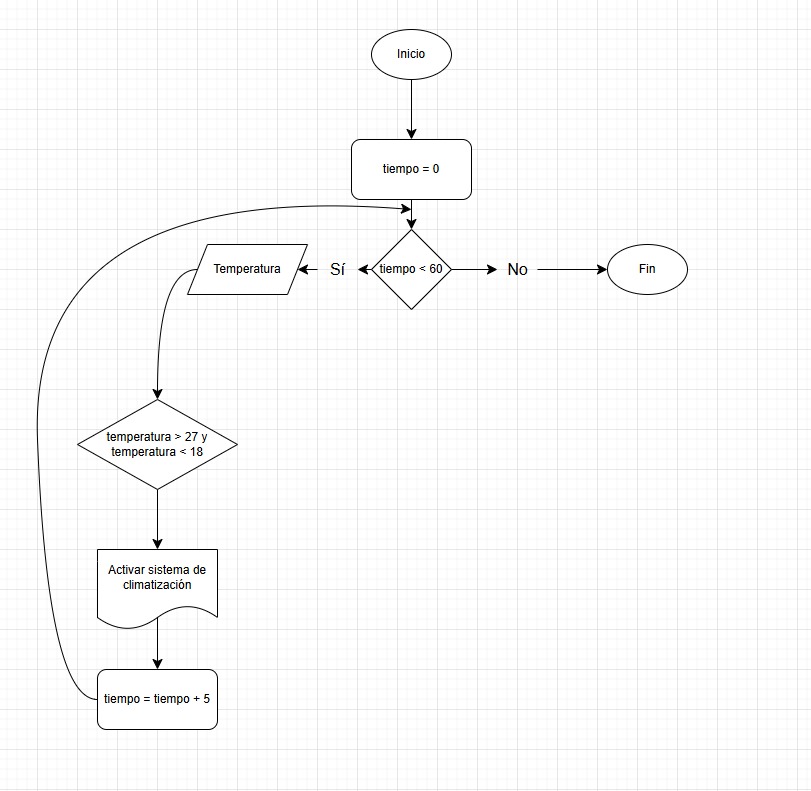 Inicio
tiempo = 0
Temperatura
Sí
tiempo < 60
No
Fin
temperatura > 27 y
temperatura < 18
Activar sistema de
climatización
tiempo = tiempo + 5